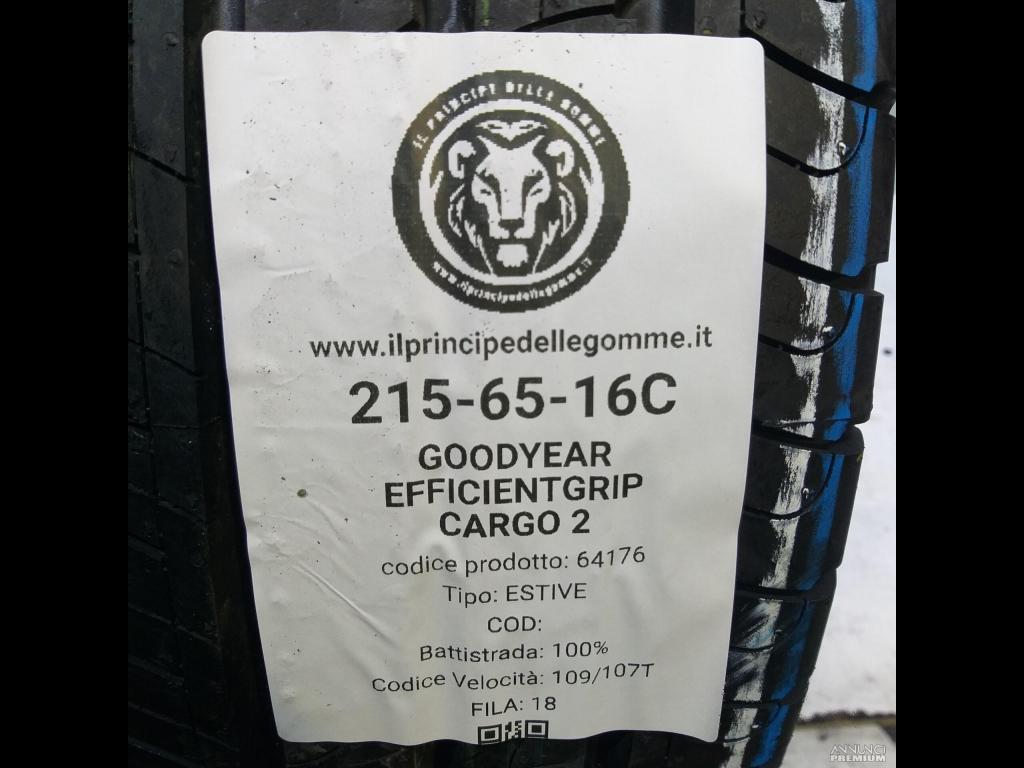 IL PRINCIPE DELLE GOMME
www.ilprincipedellegomme.it
www.ilprincipedellegomme.it
215-65-16C
GOODYEAR
EFFICIENTGRIP
CARGO 2
codice prodotto: 64176
Tipo: ESTIVE
COD:
Battistrada: 100%
Codice Velocità: 109/107T
FILA: 18
ANNUNCI
PREMIUM